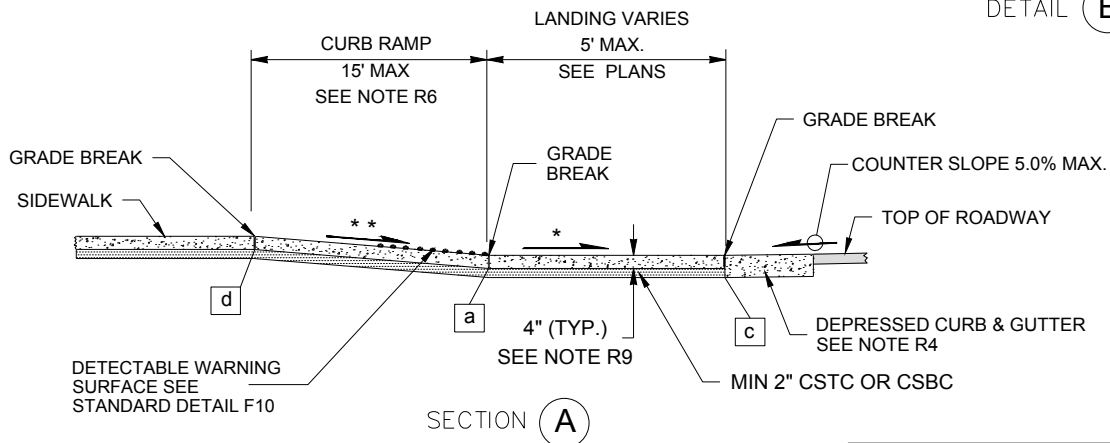 DETAIL
LANDING VARIES
5' MAX.
SEE PLANS
CURB RAMP
15' MAX
SEE NOTE R6
GRADE BREAK
SIDEWALK
GRADE
BREAK
GRADE BREAK
COUNTER SLOPE 5.0% MAX.
TOP OF ROADWAY
* *
*
d
a
c
4" (TYP.)
SEE NOTE R9
DEPRESSED CURB & GUTTER
SEE NOTE R4
MIN 2" CSTC OR CSBC
DETECTABLE WARNING
SURFACE SEE
STANDARD DETAIL F10
SECTION A